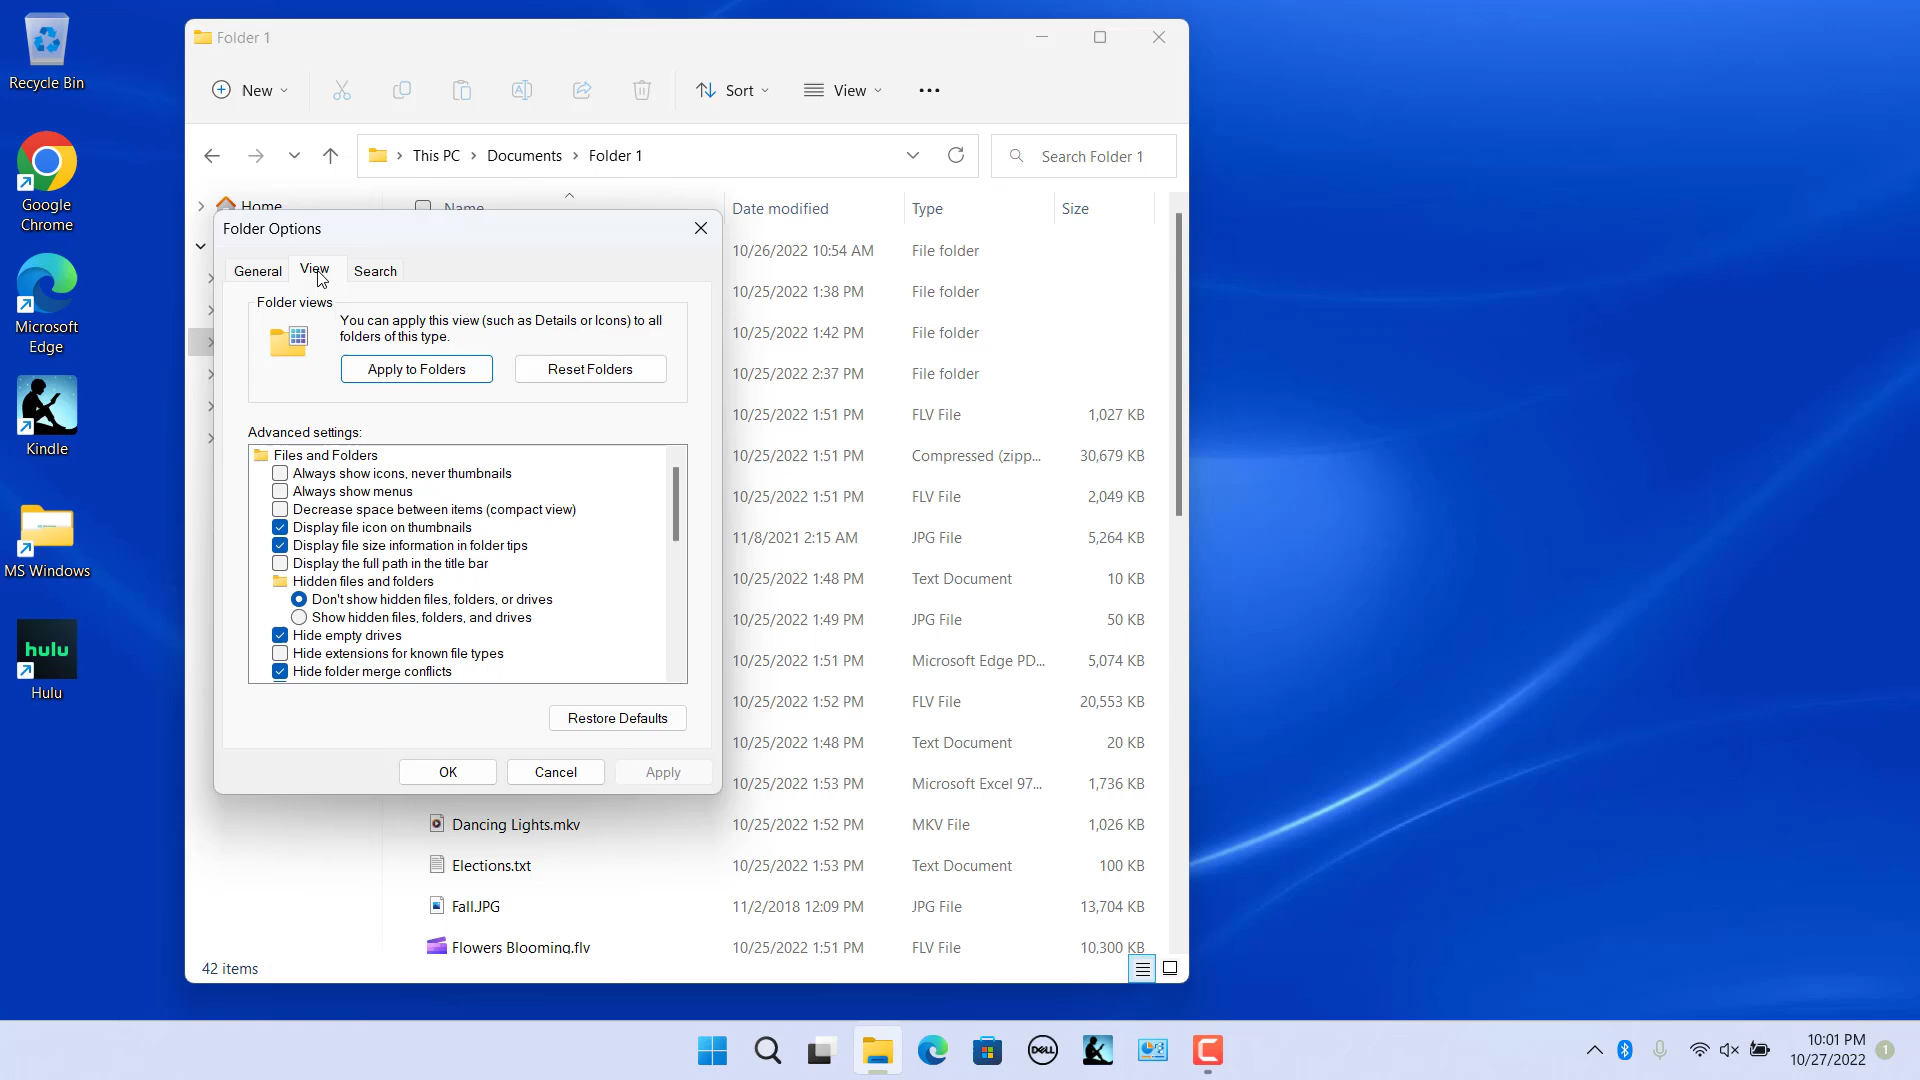 Recycle Bin
Google
Chrome
Microsoft
Edge
Kindle
MS Windows
hulu
Hulu
Folder 1
New
Sort
View
This PC
Documents
Folder 1
Search Folder 1
Home
Name
Date modified
Type
Size
Folder Options
General
View
Search
Folder views
You can apply this view (such as Details or Icons) to all
folders of this type.
Apply to Folders
Reset Folders
Advanced settings:
Files and Folders
Always show icons, never thumbnails
Always show menus
Decrease space between items (compact view)
Display file icon on thumbnails
Display file size information in folder tips
Display the full path in the title bar
Hidden files and folders
Don't show hidden files, folders, or drives
Show hidden files, folders, and drives
Hide empty drives
Hide extensions for known file types
Hide folder merge conflicts
Restore Defaults
OK
Cancel
Apply
10/26/2022 10:54 AM File folder
10/25/2022 1:38 PM File folder
10/25/2022 1:42 PM File folder
10/25/2022 2:37 PM File folder
10/25/2022 1:51 PM FLV File 1,027 KB
10/25/2022 1:51 PM Compressed (zipp... 30,679 KB
10/25/2022 1:51 PM FLV File 2,049 KB
11/8/2021 2:15 AM JPG File 5,264 KB
10/25/2022 1:48 PM Text Document 10 KB
10/25/2022 1:49 PM JPG File 50 KB
10/25/2022 1:51 PM Microsoft Edge PD... 5,074 KB
10/25/2022 1:52 PM FLV File 20,553 KB
10/25/2022 1:48 PM Text Document 20 KB
10/25/2022 1:53 PM Microsoft Excel 97... 1,736 KB
Dancing Lights.mkv 10/25/2022 1:52 PM MKV File 1,026 KB
Elections.txt 10/25/2022 1:53 PM Text Document 100 KB
Fall.JPG 11/2/2018 12:09 PM JPG File 13,704 KB
Flowers Blooming.flv 10/25/2022 1:51 PM FLV File 10,300 KB
42 items
DELL
10:01 PM
10/27/2022
1